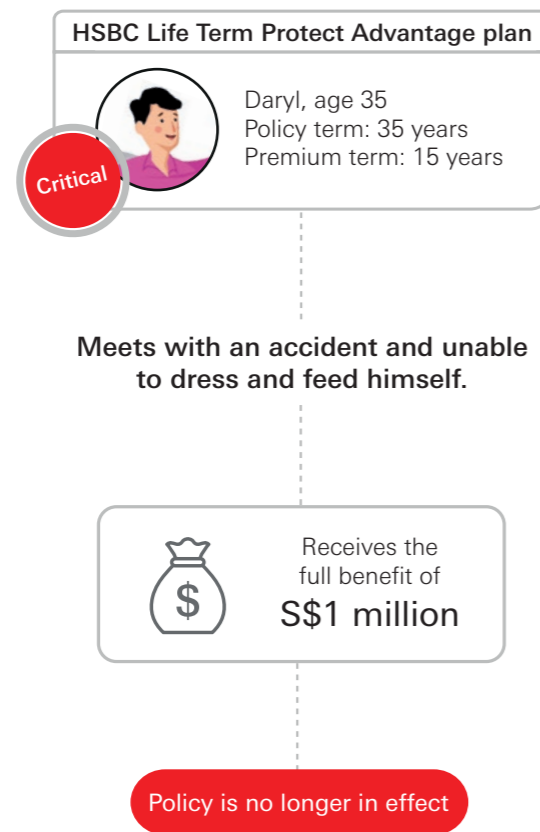 HSBC Life Term Protect Advantage plan
Daryl, age 35
Policy term: 35 years
Premium term: 15 years
Critical
Meets with an accident and unable
to dress and feed himself.
$
Receives the
full benefit of
S$1 million
Policy is no longer in effect